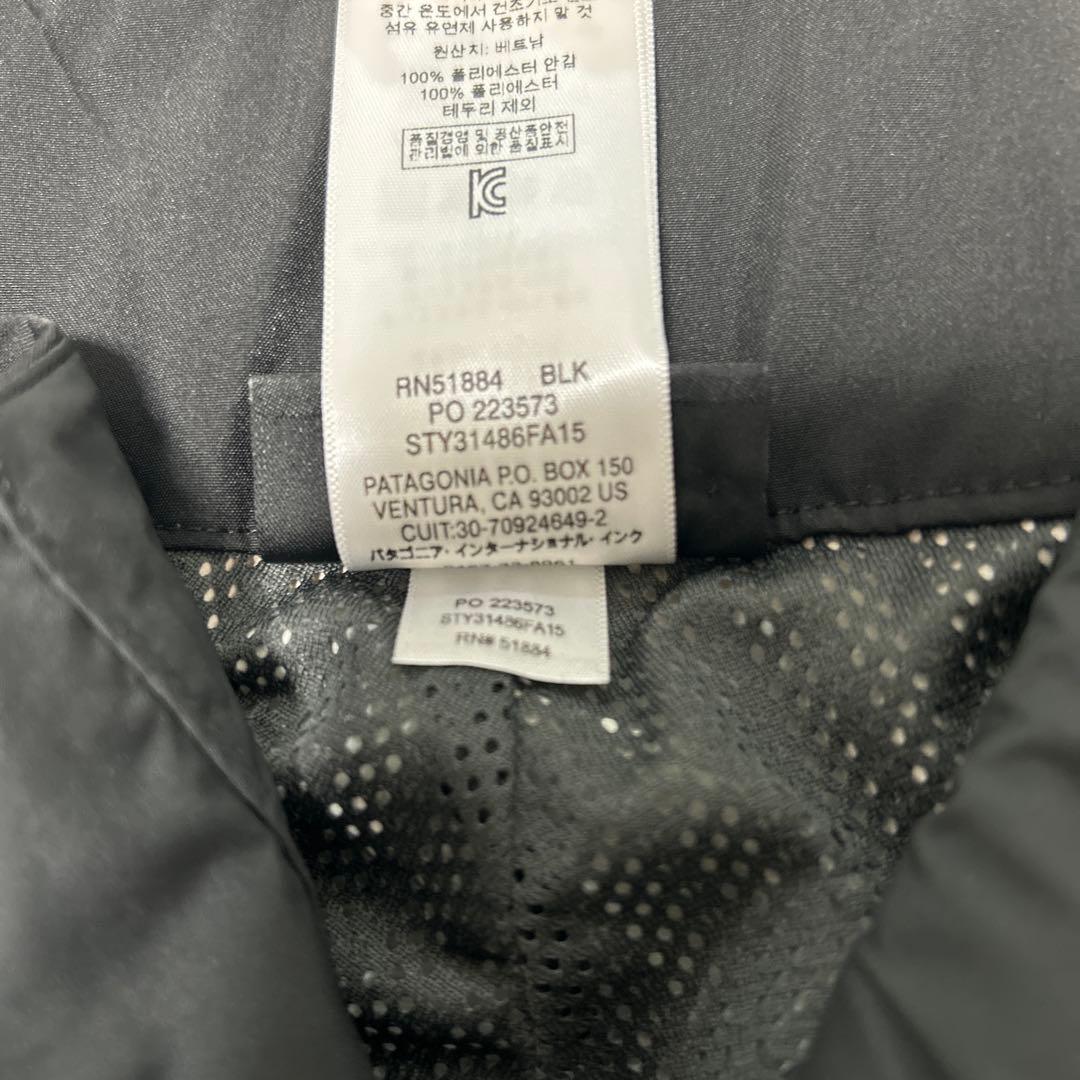 중간 온도에서 건조기로
섬유 유연제 사용하지 말 것
원산지: 베트남
100% 폴리에스터 안감
100% 폴리에스터
테두리 제외
품질경영 및 공산품안전
관리법에 의한 품질표시
RN51884 BLK
PO 223573
STY31486FA15
PATAGONIA P.O. BOX 150
VENTURA, CA 93002 US
CUIT:30-70924649-2
パタゴニア・インターナショナル・インク
PO 223573
STY31486FA15
RN# 51884